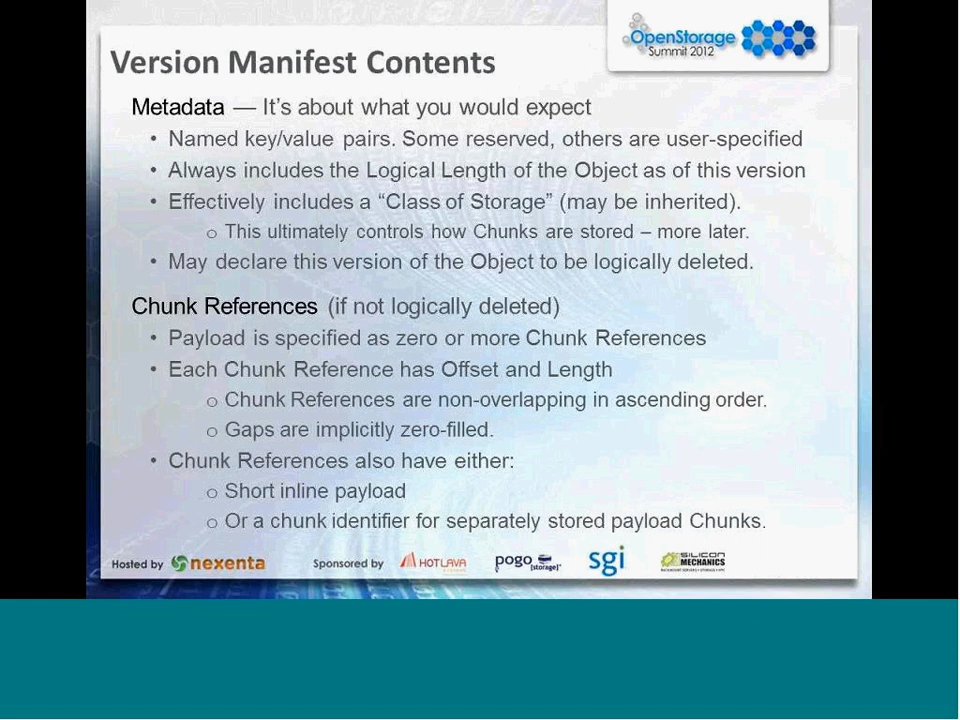 OpenStorage
Summit 2012
Version Manifest Contents
Metadata — It's about what you would expect
• Named key/value pairs. Some reserved, others are user-specified
• Always includes the Logical Length of the Object as of this version
• Effectively includes a “Class of Storage” (may be inherited).
o This ultimately controls how Chunks are stored – more later.
• May declare this version of the Object to be logically deleted.
Chunk References (if not logically deleted)
• Payload is specified as zero or more Chunk References
• Each Chunk Reference has Offset and Length
o Chunk References are non-overlapping in ascending order.
o Gaps are implicitly zero-filled.
• Chunk References also have either:
o Short inline payload
o Or a chunk identifier for separately stored payload Chunks.
Hosted by nexenta Sponsored by HOTLAVA pogo (storage) sgi SILICON MECHANICS